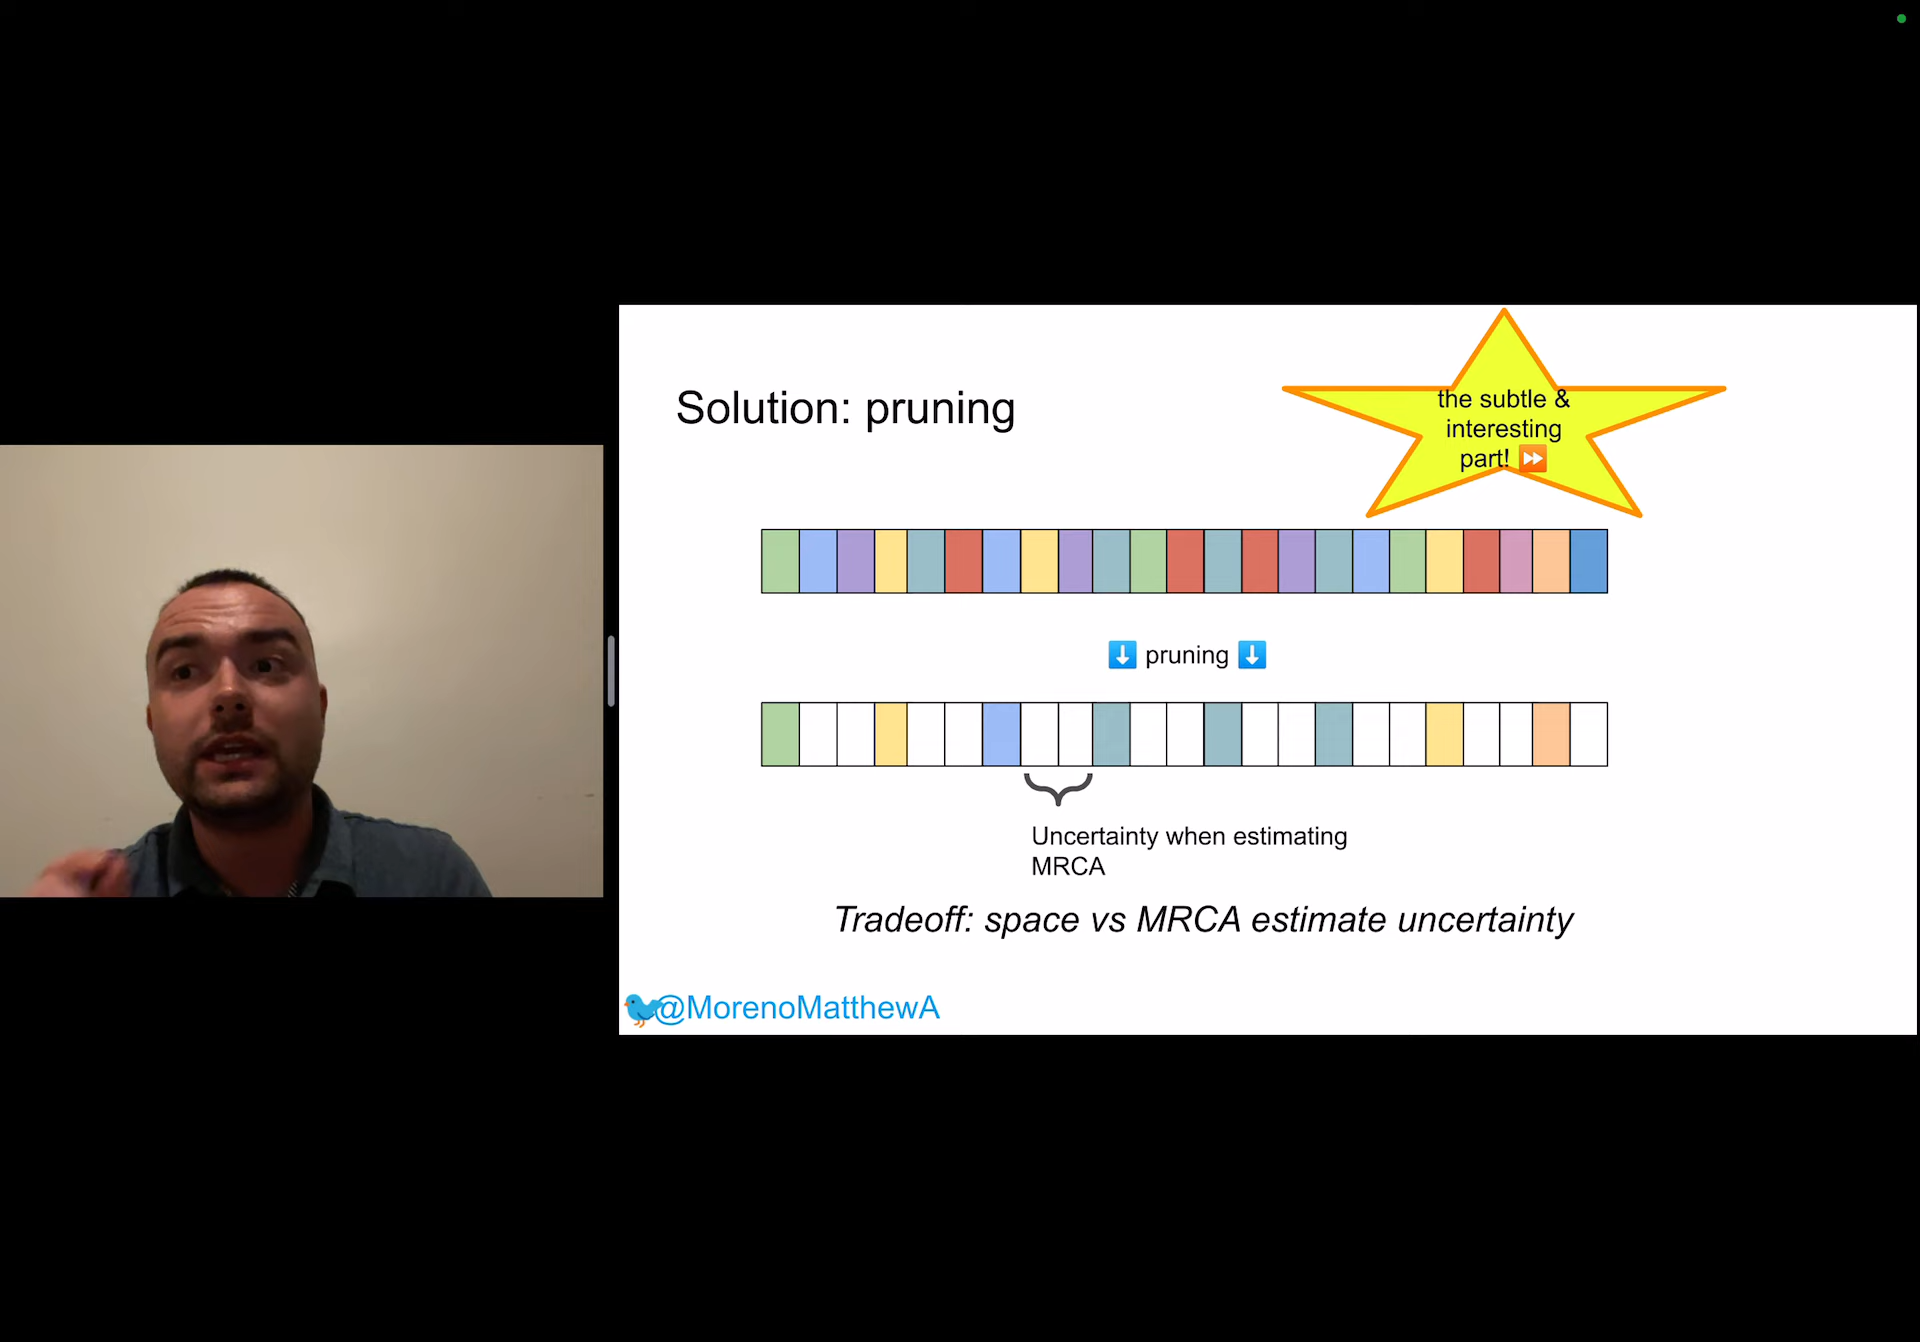 Solution: pruning
the subtle &
interesting
part! ⏩
⬇️ pruning ⬇️
Uncertainty when estimating
MRCA
Tradeoff: space vs MRCA estimate uncertainty
@MorenoMatthewA